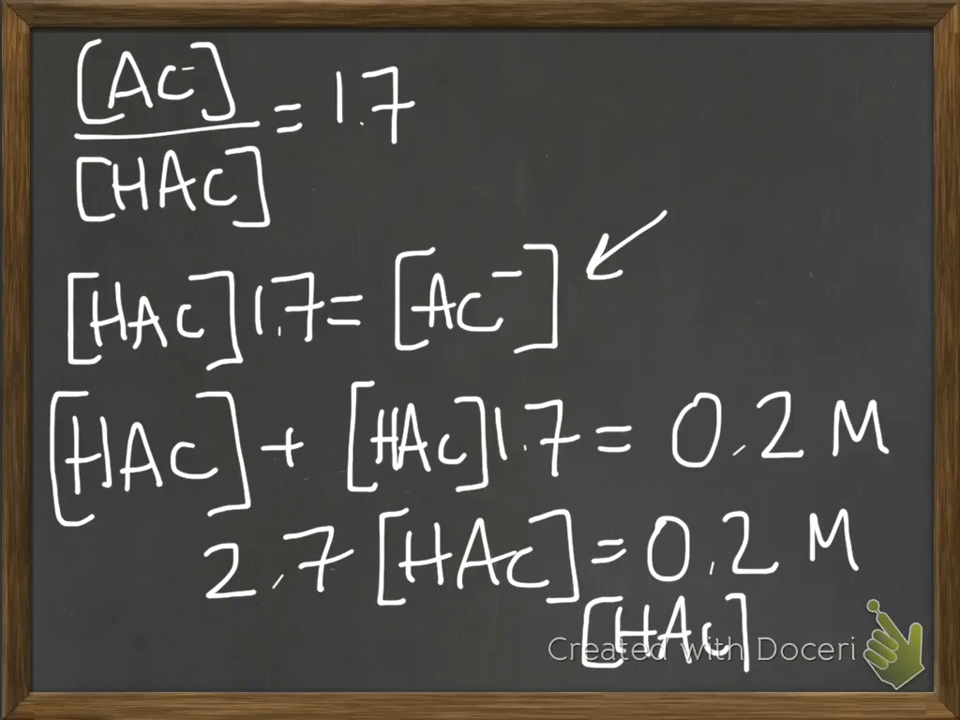 [Ac-]
[HAc] = 1.7
[HAc] 1.7 = [Ac-]
[HAc] + [HAc] 1.7 = 0.2 M
2.7 [HAc] = 0.2 M
[HAc]
Created with Doceri